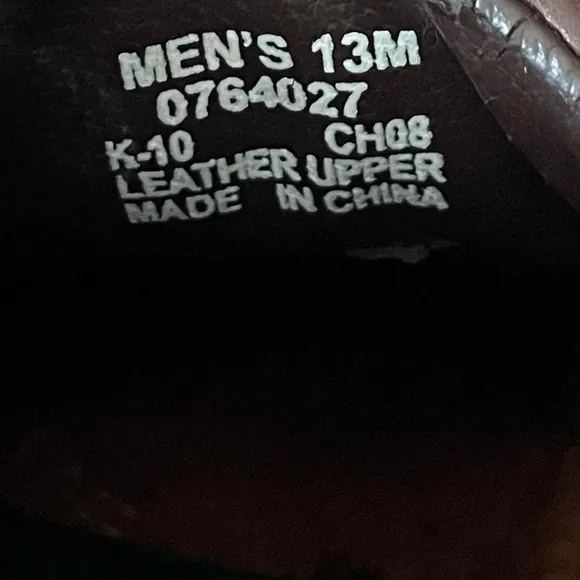 MEN'S 13M
0764027
K-10 CH08
LEATHER UPPER
MADE IN CHINA